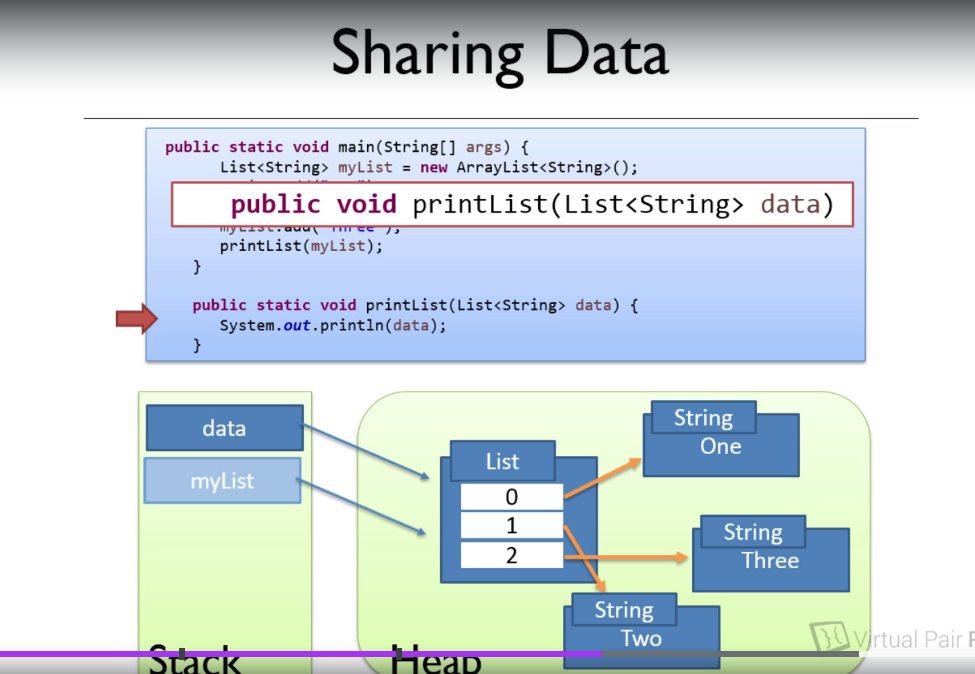 Sharing Data
public static void main(String[] args) {
List<String> myList = new ArrayList<String>();
public void printList(List<String> data)
myList.add("Three");
printList(myList);
}
public static void printList(List<String> data) {
System.out.println(data);
}
data
myList
List
0
1
2
String
One
String
Three
String
Two
Stack
Heap
Virtual Pair